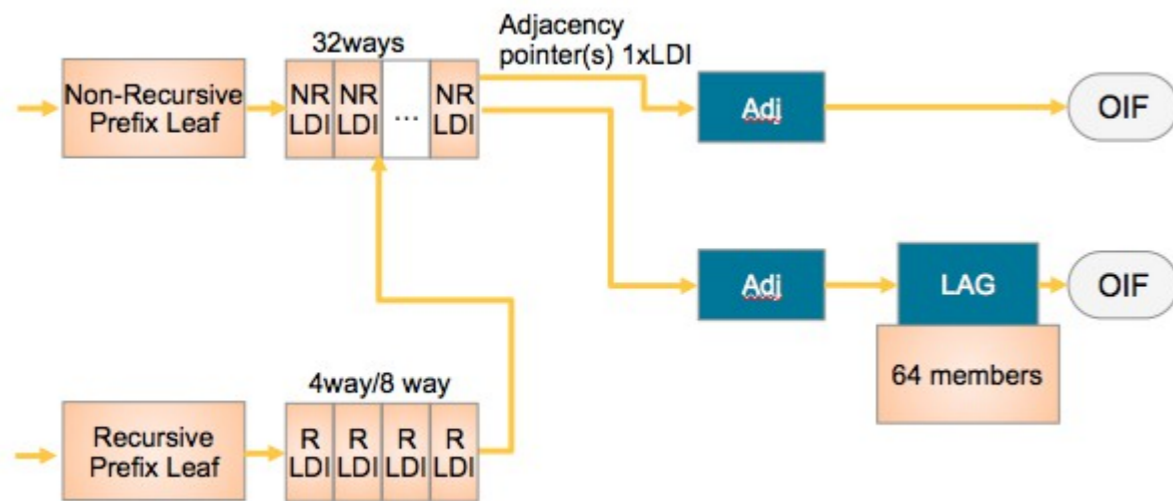 32ways
Adjacency
pointer(s) 1xLDI
Non-Recursive
Prefix Leaf
NR NR NR
LDI LDI ... LDI
Adj
OIF
Adj
LAG
OIF
64 members
4way/8 way
Recursive
Prefix Leaf
R R R R
LDI LDI LDI LDI